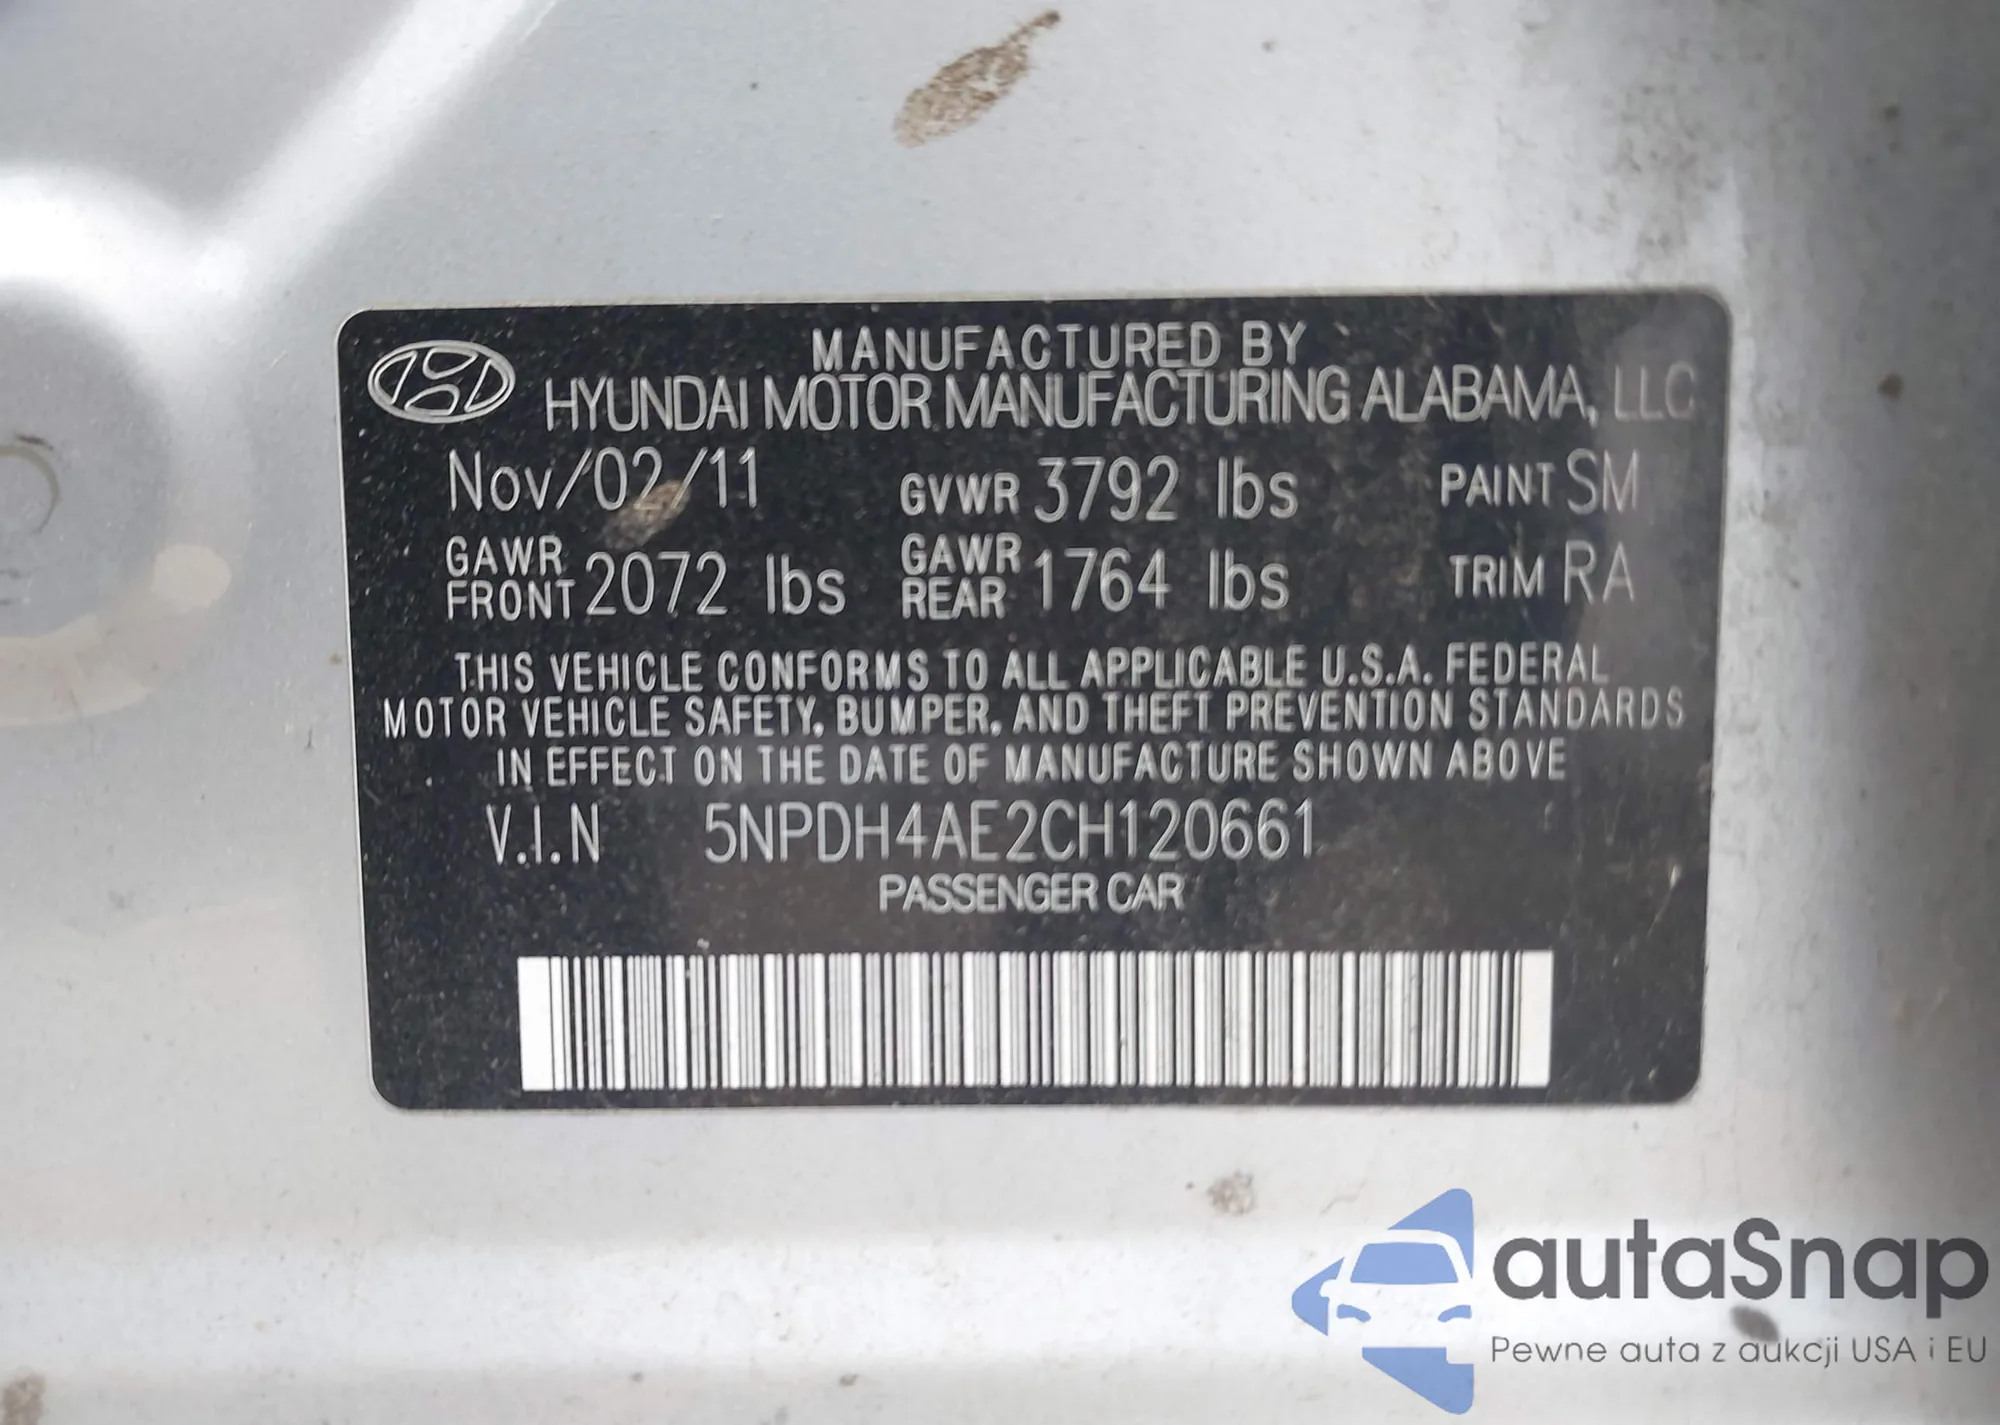 MANUFACTURED BY
HYUNDAI MOTOR MANUFACTURING ALABAMA, LLC
Nov/02/11 GVWR 3792 lbs PAINT SM
GAWR FRONT 2072 lbs GAWR REAR 1764 lbs TRIM RA
THIS VEHICLE CONFORMS TO ALL APPLICABLE U.S.A. FEDERAL
MOTOR VEHICLE SAFETY, BUMPER, AND THEFT PREVENTION STANDARDS
IN EFFECT ON THE DATE OF MANUFACTURE SHOWN ABOVE
V.I.N 5NPDH4AE2CH120661
PASSENGER CAR
autaSnap
Pewne auta z aukcji USA i EU